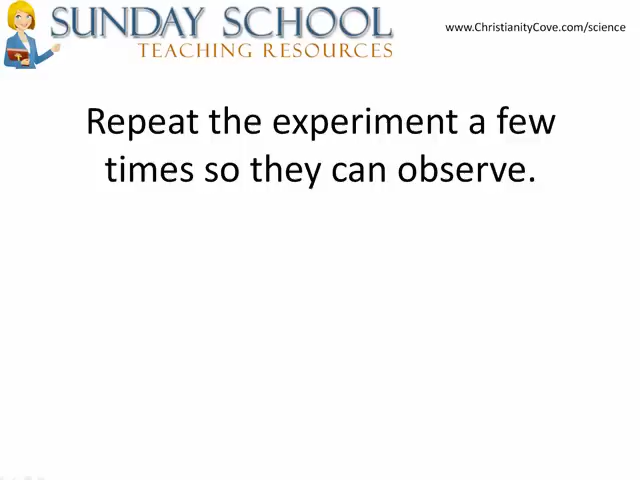 SUNDAY SCHOOL
TEACHING RESOURCES
www.ChristianityCove.com/science
Repeat the experiment a few
times so they can observe.